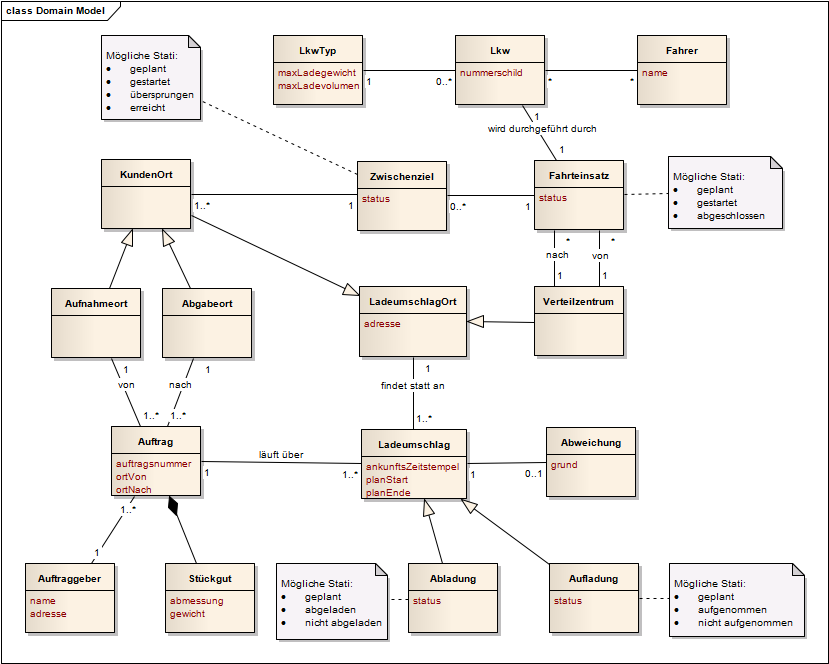 class Domain Model
Mögliche Stati:
• geplant
• gestartet
• übersprungen
• erreicht
LkwTyp
maxLadegewicht
maxLadevolumen
1
0..*
Lkw
nummerschild
*
*
Fahrer
name
1
wird durchgeführt durch
1
KundenOrt
1..*
1
Zwischenziel
status
0..*
1
Fahrteinsatz
status
Mögliche Stati:
• geplant
• gestartet
• abgeschlossen
*
*
nach
von
1
1
Aufnahmeort
Abgabeort
LadeumschlagOrt
adresse
Verteilzentrum
1
1
von
nach
1..*
1..*
1
findet statt an
1..*
Auftrag
auftragsnummer
ortVon
ortNach
1
läuft über
1..*
Ladeumschlag
ankunftsZeitstempel
planStart
planEnde
1
0..1
Abweichung
grund
1..*
1
Auftraggeber
name
adresse
Stückgut
abmessung
gewicht
Mögliche Stati:
• geplant
• abgeladen
• nicht abgeladen
Abladung
status
Aufladung
status
Mögliche Stati:
• geplant
• aufgenommen
• nicht aufgenommen